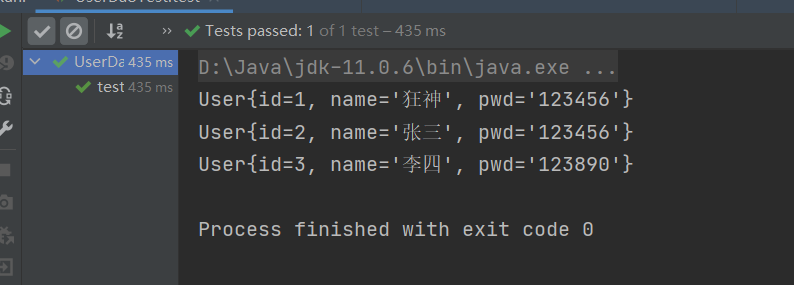 Tests passed: 1 of 1 test – 435 ms
UserDa 435 ms
test 435 ms
D:\Java\jdk-11.0.6\bin\java.exe ...
User{id=1, name='狂神', pwd='123456'}
User{id=2, name='张三', pwd='123456'}
User{id=3, name='李四', pwd='123890'}
Process finished with exit code 0